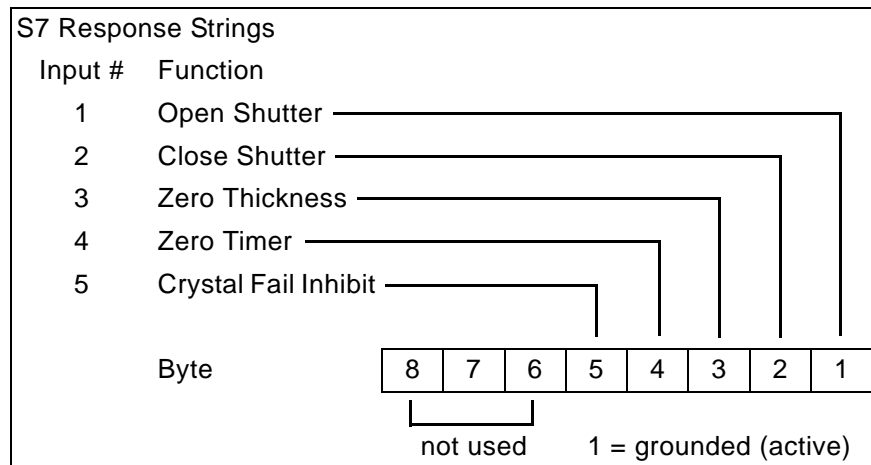 S7 Response Strings
Input # Function
1 Open Shutter
2 Close Shutter
3 Zero Thickness
4 Zero Timer
5 Crystal Fail Inhibit
Byte 8 7 6 5 4 3 2 1
not used 1 = grounded (active)